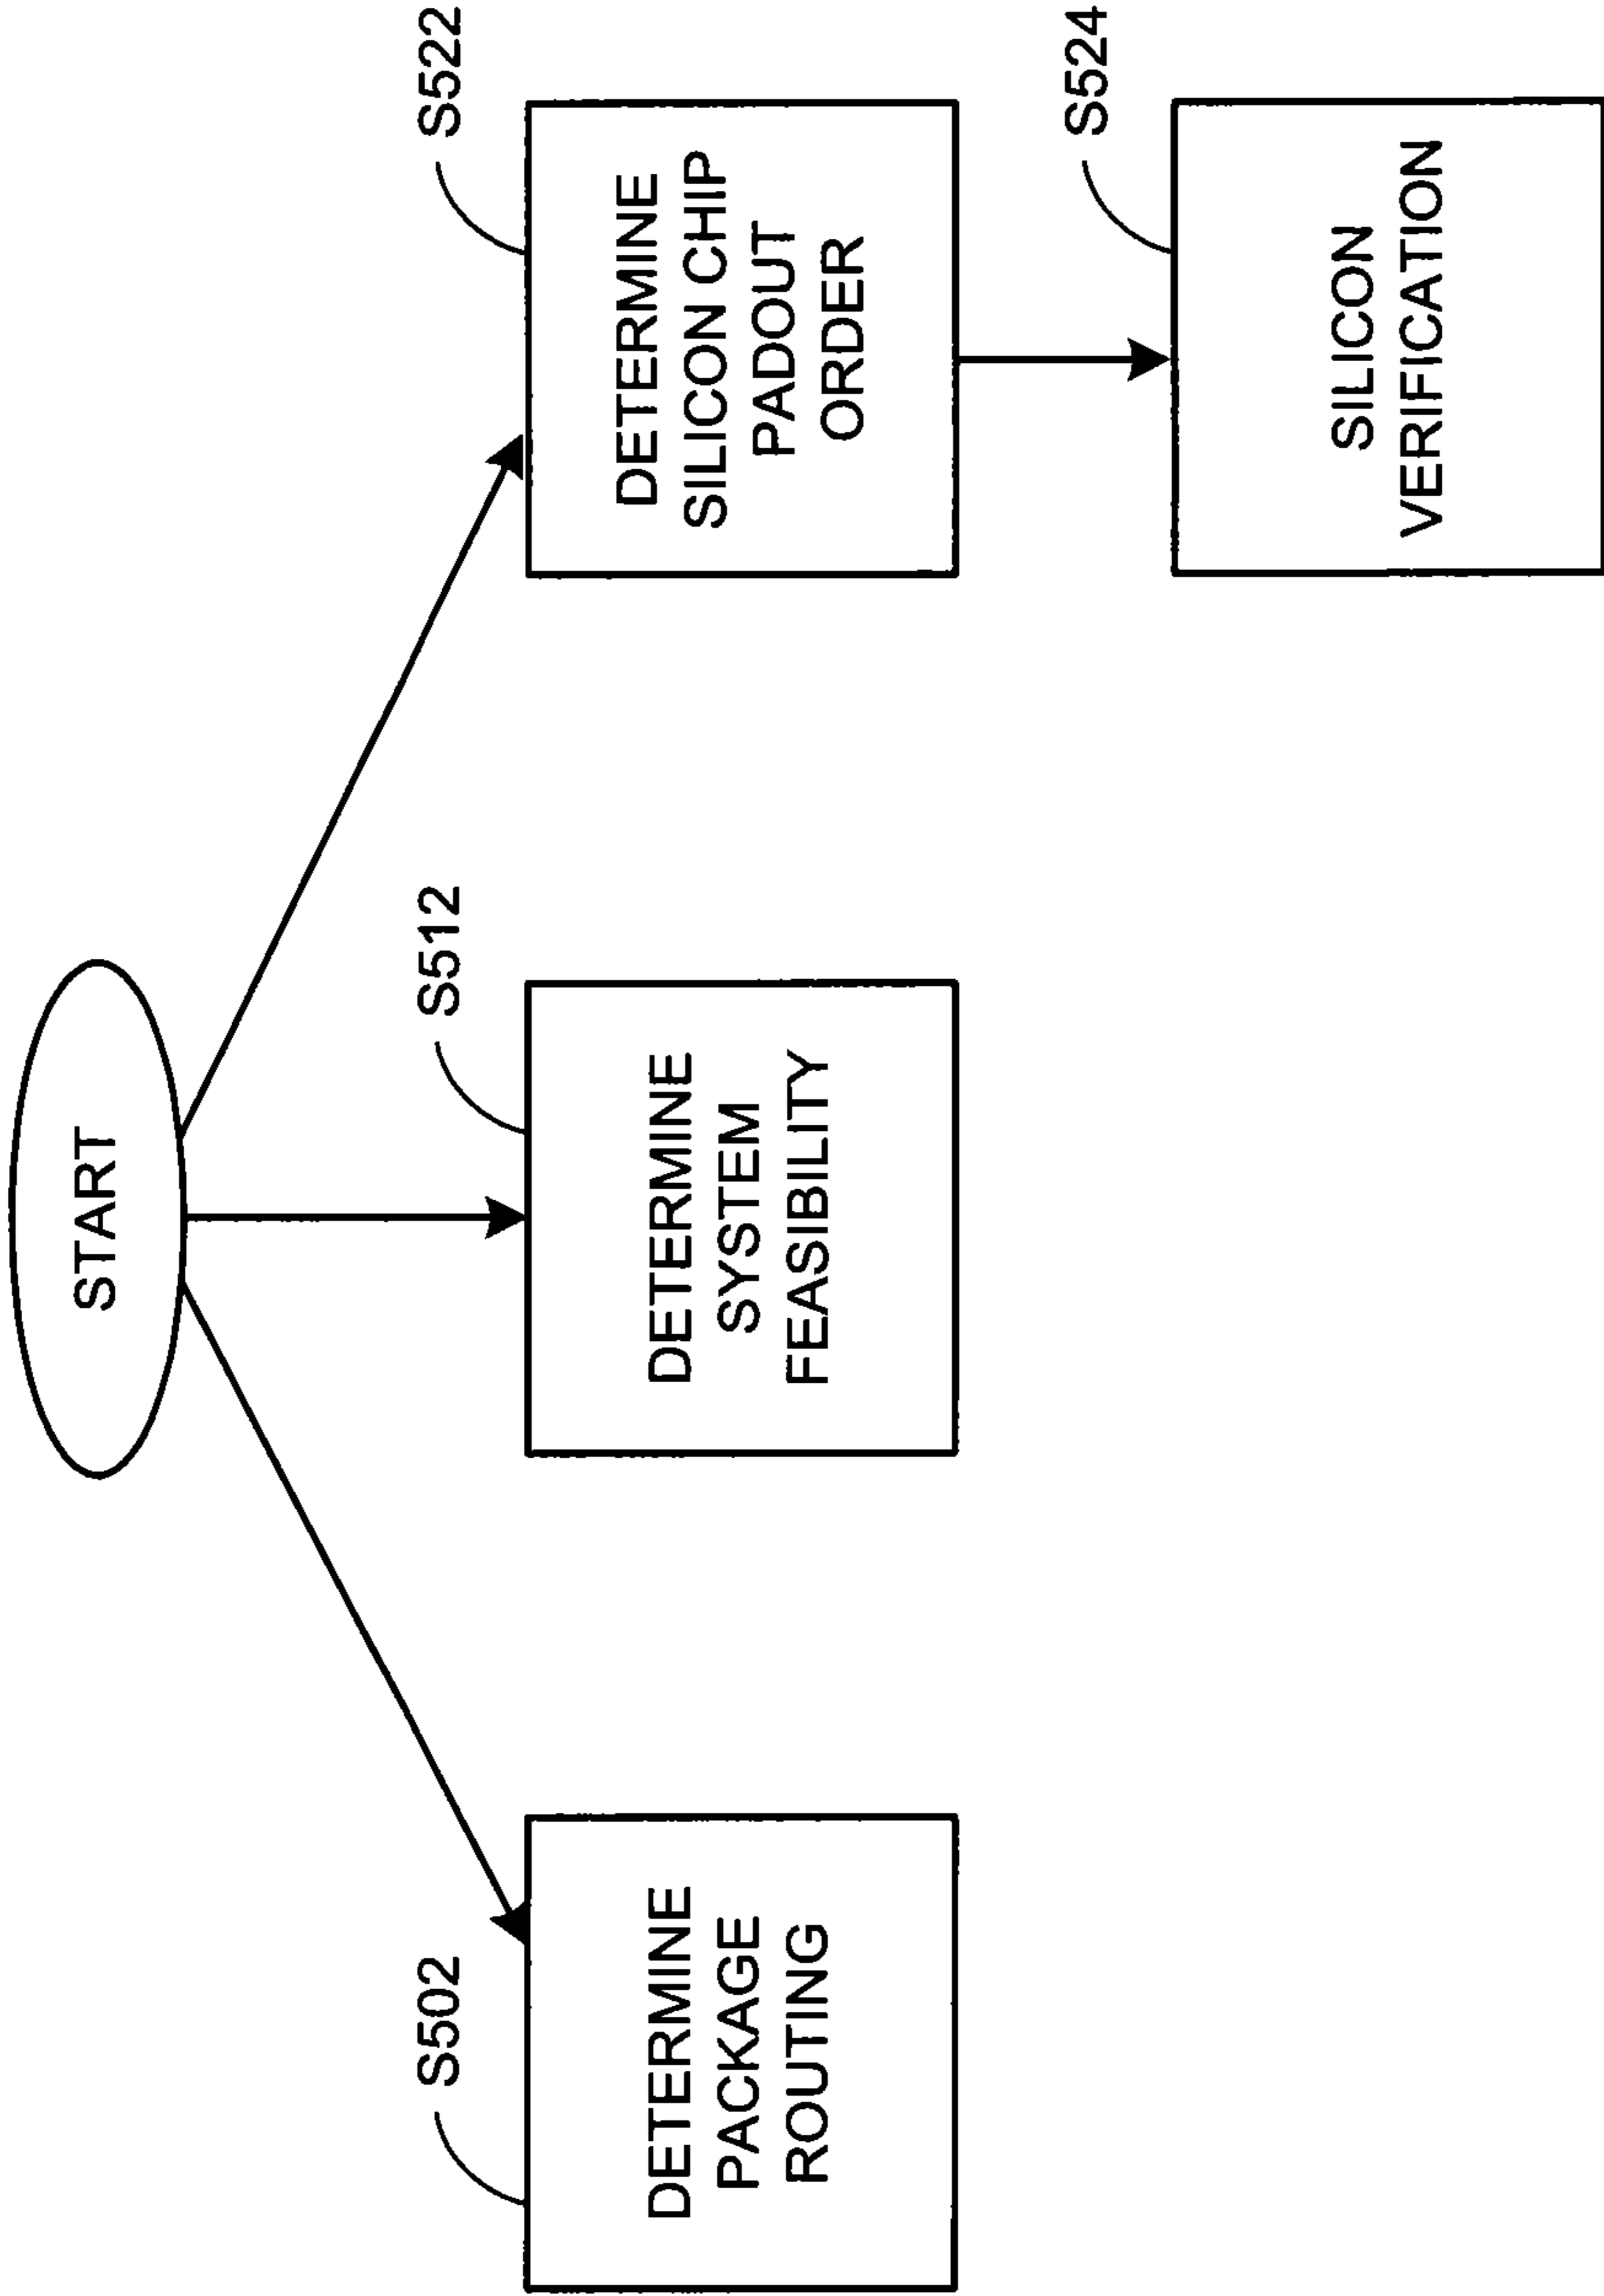 START
S502
DETERMINE
PACKAGE
ROUTING
S512
DETERMINE
SYSTEM
FEASIBILITY
S522
DETERMINE
SILICON CHIP
PADOUT
ORDER
S524
SILICON
VERIFICATION